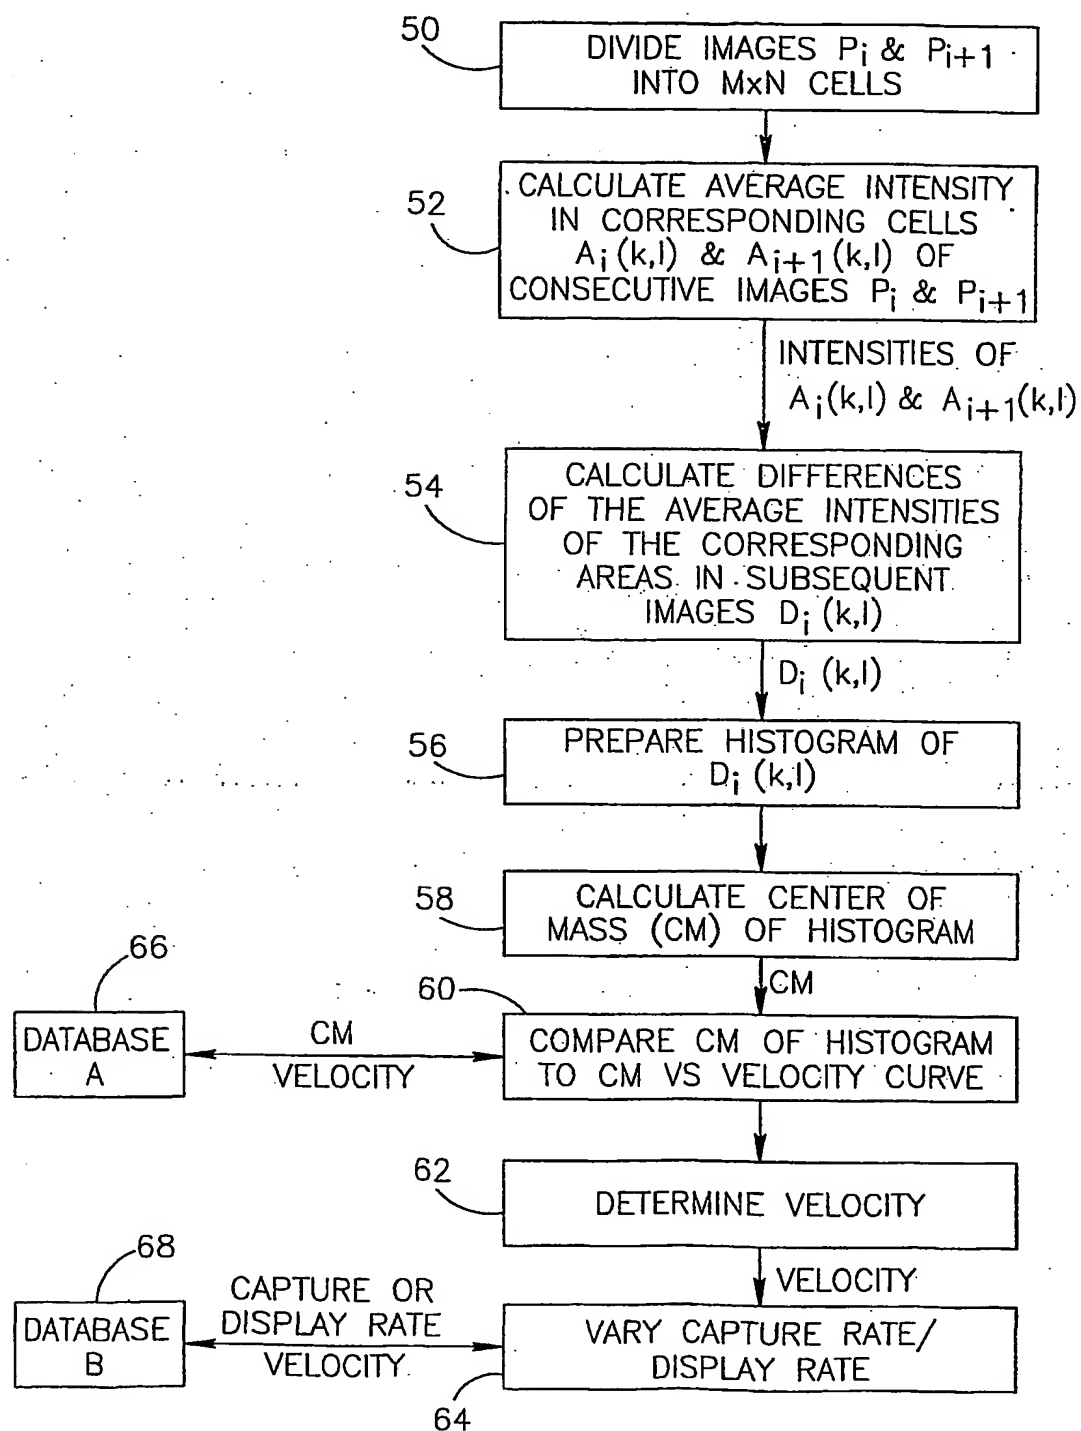 50
DIVIDE IMAGES Pi & Pi+1
INTO MxN CELLS
52
CALCULATE AVERAGE INTENSITY
IN CORRESPONDING CELLS
Ai(k,l) & Ai+1(k,l) OF
CONSECUTIVE IMAGES Pi & Pi+1
INTENSITIES OF
Ai(k,l) & Ai+1(k,l)
54
CALCULATE DIFFERENCES
OF THE AVERAGE INTENSITIES
OF THE CORRESPONDING
AREAS IN SUBSEQUENT
IMAGES Di (k,l)
Di (k,l)
56
PREPARE HISTOGRAM OF
Di (k,l)
58
CALCULATE CENTER OF
MASS (CM) OF HISTOGRAM
CM
66
60
DATABASE
A
CM
VELOCITY
COMPARE CM OF HISTOGRAM
TO CM VS VELOCITY CURVE
62
DETERMINE VELOCITY
VELOCITY
68
DATABASE
B
CAPTURE OR
DISPLAY RATE
VELOCITY
VARY CAPTURE RATE/
DISPLAY RATE
64